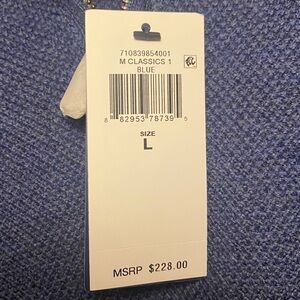 710839854001
M CLASSICS 1
BLUE
8 82953 78739 5
SIZE
L
MSRP $228.00